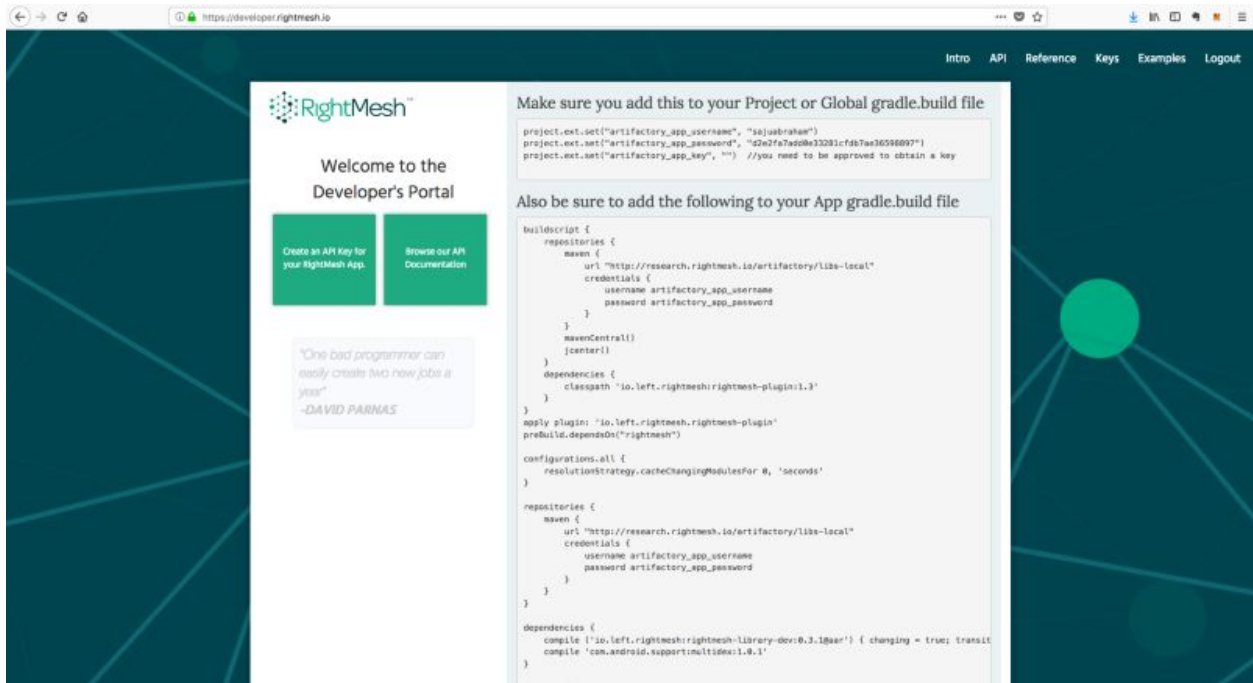 https://developer.rightmesh.io
Intro API Reference Keys Examples Logout
RightMesh™
Welcome to the
Developer's Portal
Create an API Key for
your RightMesh App.
Browse our API
Documentation
"One bad programmer can
easily create two new jobs a
year"
-DAVID PARNAS
Make sure you add this to your Project or Global gradle.build file
project.ext.set("artifactory_app_username", "sajuabraham")
project.ext.set("artifactory_app_password", "d2e2fa7add0e33281cfdb7ae36598097")
project.ext.set("artifactory_app_key", "") //you need to be approved to obtain a key
Also be sure to add the following to your App gradle.build file
buildscript {
repositories {
maven {
url "http://research.rightmesh.io/artifactory/libs-local"
credentials {
username artifactory_app_username
password artifactory_app_password
}
}
mavenCentral()
jcenter()
}
dependencies {
classpath 'io.left.rightmesh:rightmesh-plugin:1.3'
}
}
apply plugin: 'io.left.rightmesh.rightmesh-plugin'
preBuild.dependsOn("rightmesh")
configurations.all {
resolutionStrategy.cacheChangingModulesFor 0, 'seconds'
}
repositories {
maven {
url "http://research.rightmesh.io/artifactory/libs-local"
credentials {
username artifactory_app_username
password artifactory_app_password
}
}
}
dependencies {
compile ('io.left.rightmesh:rightmesh-library-dev:0.3.1@aar') { changing = true; transit
compile 'com.android.support:multidex:1.0.1'
}